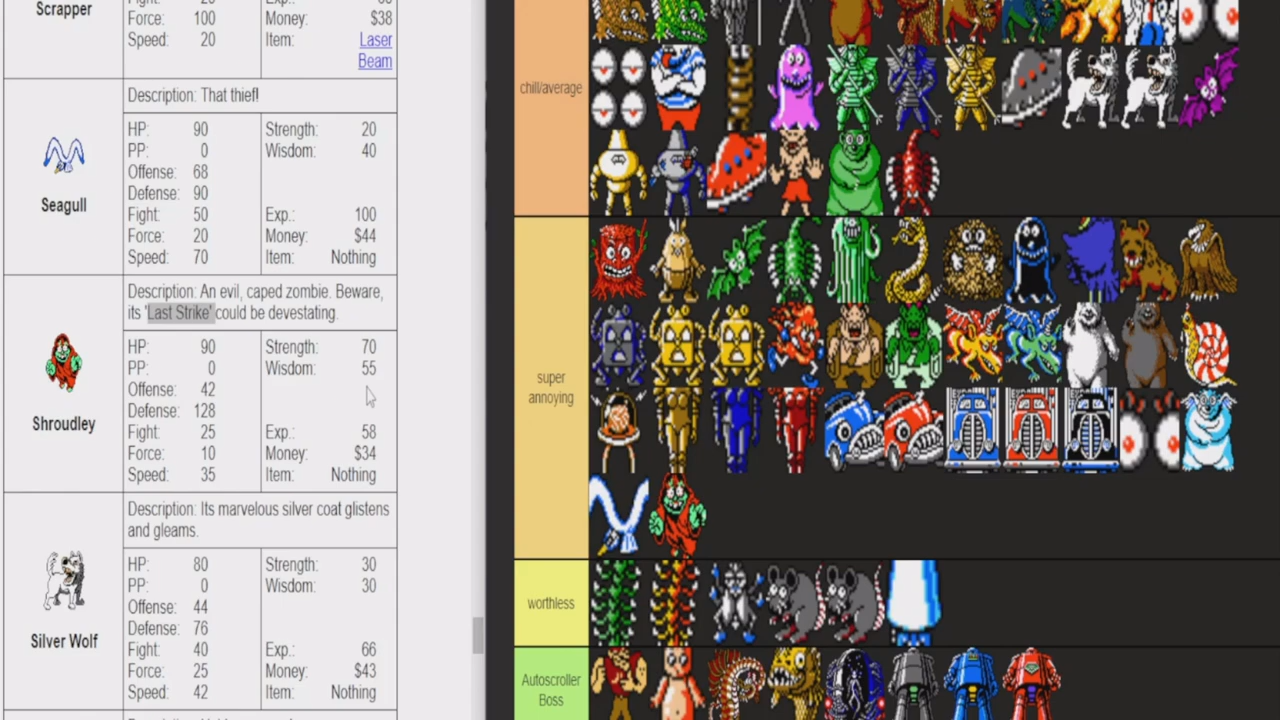 Scrapper
Force: 100 Money: $38
Speed: 20 Item: Laser
Beam
Description: That thief!
HP: 90 Strength: 20
PP: 0 Wisdom: 40
Offense: 68
Defense: 90
Seagull
Fight: 50 Exp.: 100
Force: 20 Money: $44
Speed: 70 Item: Nothing
Description: An evil, caped zombie. Beware,
its 'Last Strike' could be devestating.
HP: 90 Strength: 70
PP: 0 Wisdom: 55
Offense: 42
Defense: 128
Shroudley
Fight: 25 Exp.: 58
Force: 10 Money: $34
Speed: 35 Item: Nothing
Description: Its marvelous silver coat glistens
and gleams.
HP: 80 Strength: 30
PP: 0 Wisdom: 30
Offense: 44
Defense: 76
Silver Wolf
Fight: 40 Exp.: 66
Force: 25 Money: $43
Speed: 42 Item: Nothing
chill/average
super
annoying
worthless
Autoscroller
Boss